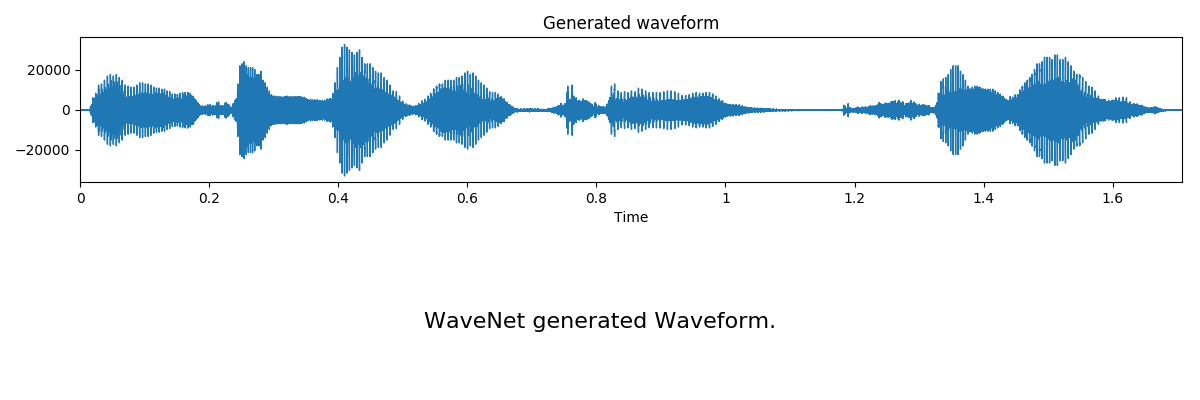 Generated waveform
20000
0
−20000
0 0.2 0.4 0.6 0.8 1 1.2 1.4 1.6
Time
WaveNet generated Waveform.